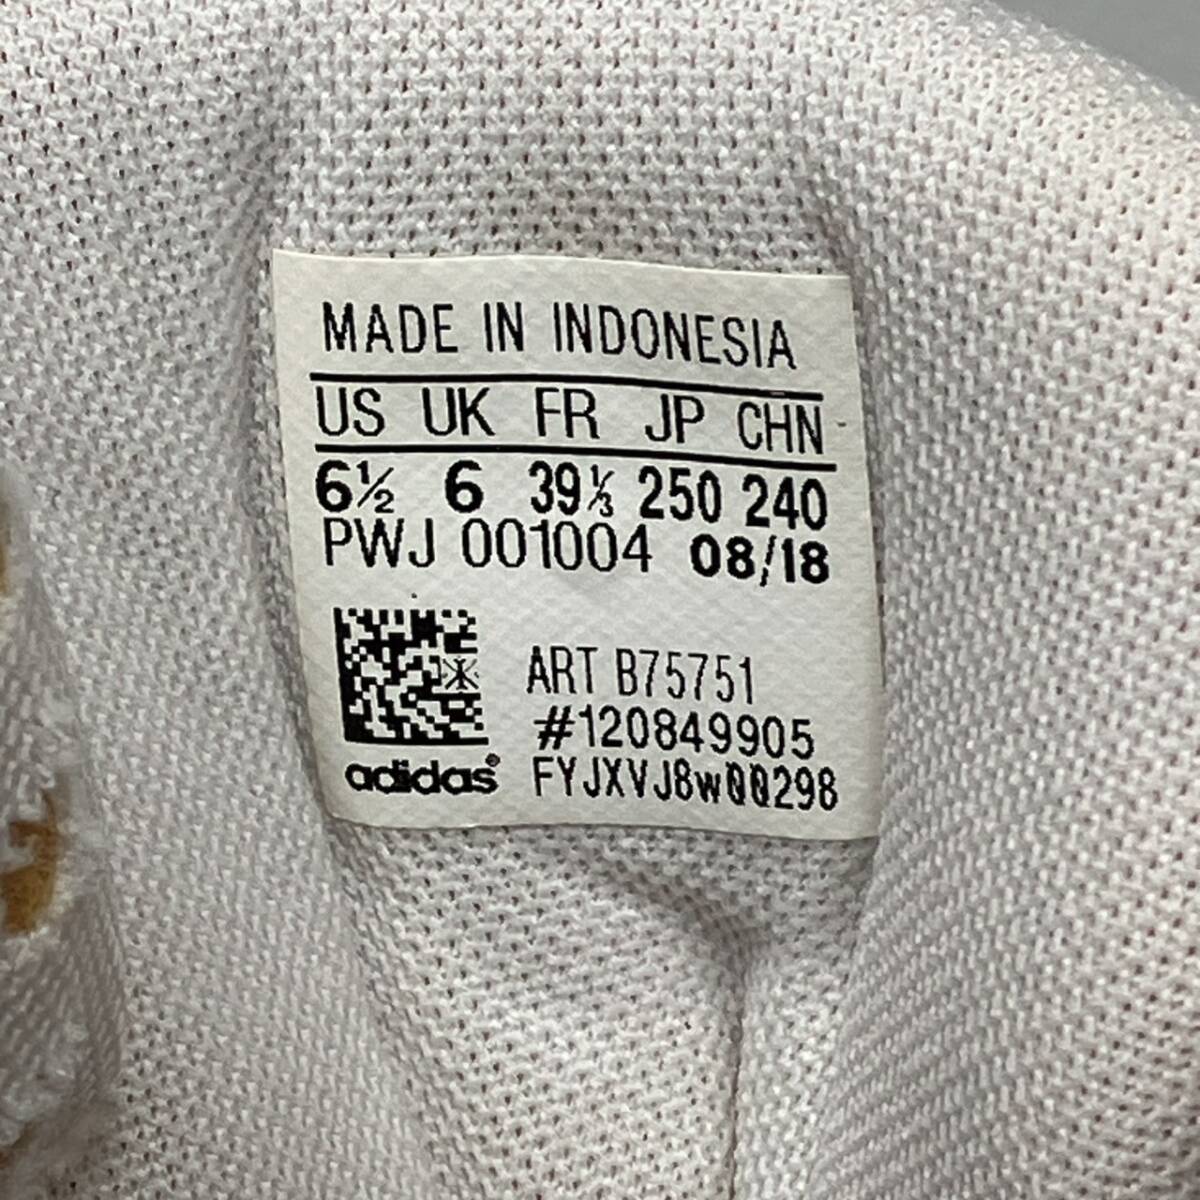 MADE IN INDONESIA
US UK FR JP CHN
6½ 6 39⅓ 250 240
PWJ 001004 08/18
ART B75751
#120849905
adidas® FYJXVJ8W00298